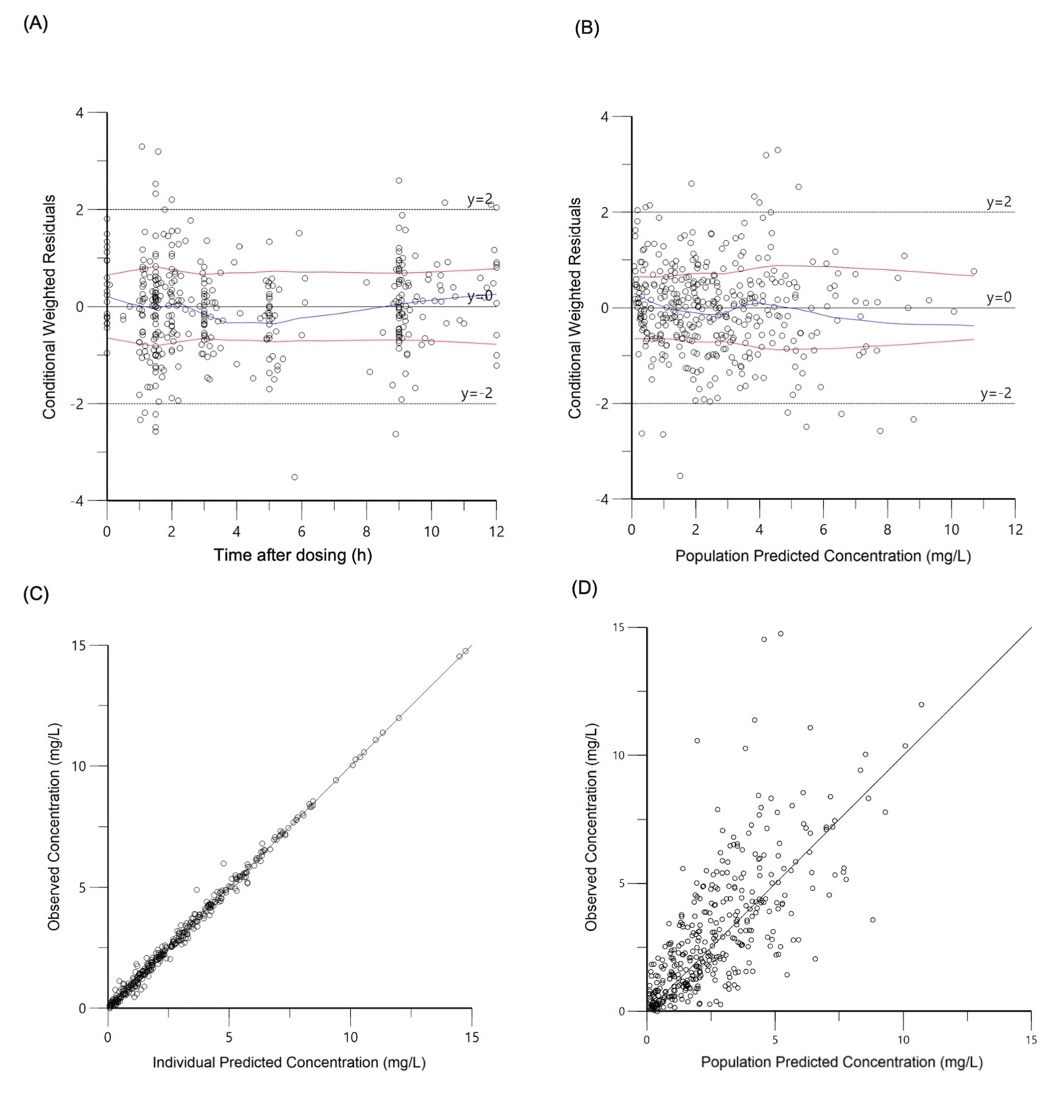 (A)
4
2
0
-2
-4
Conditional Weighted Residuals
y=2
y=0
y=-2
0 2 4 6 8 10 12
Time after dosing (h)
(B)
4
2
0
-2
-4
Conditional Weighted Residuals
y=2
y=0
y=-2
0 2 4 6 8 10 12
Population Predicted Concentration (mg/L)
(C)
15
10
5
0
Observed Concentration (mg/L)
0 5 10 15
Individual Predicted Concentration (mg/L)
(D)
15
10
5
0
Observed Concentration (mg/L)
0 5 10 15
Population Predicted Concentration (mg/L)